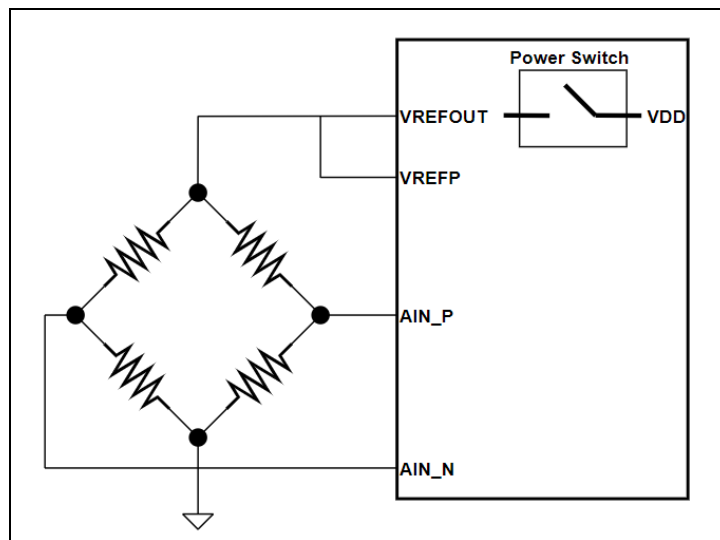 Power Switch
VREFOUT
VDD
VREFP
AIN_P
AIN_N